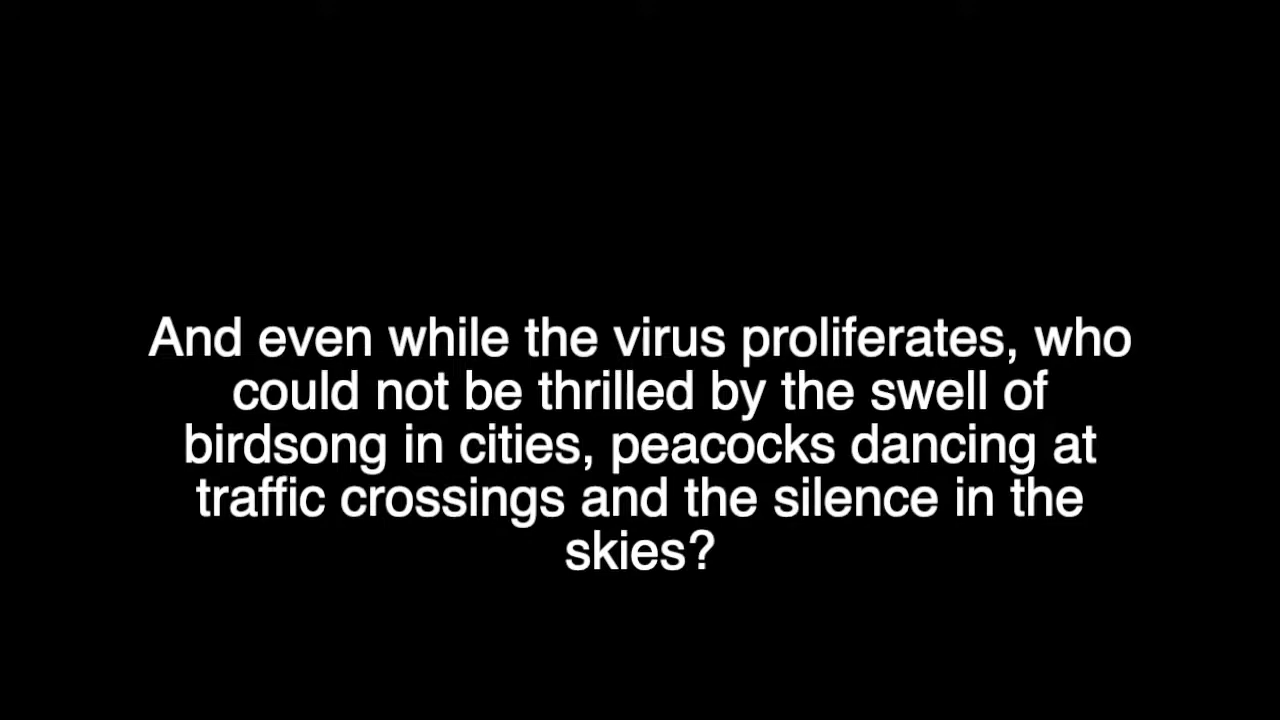 And even while the virus proliferates, who
could not be thrilled by the swell of
birdsong in cities, peacocks dancing at
traffic crossings and the silence in the
skies?